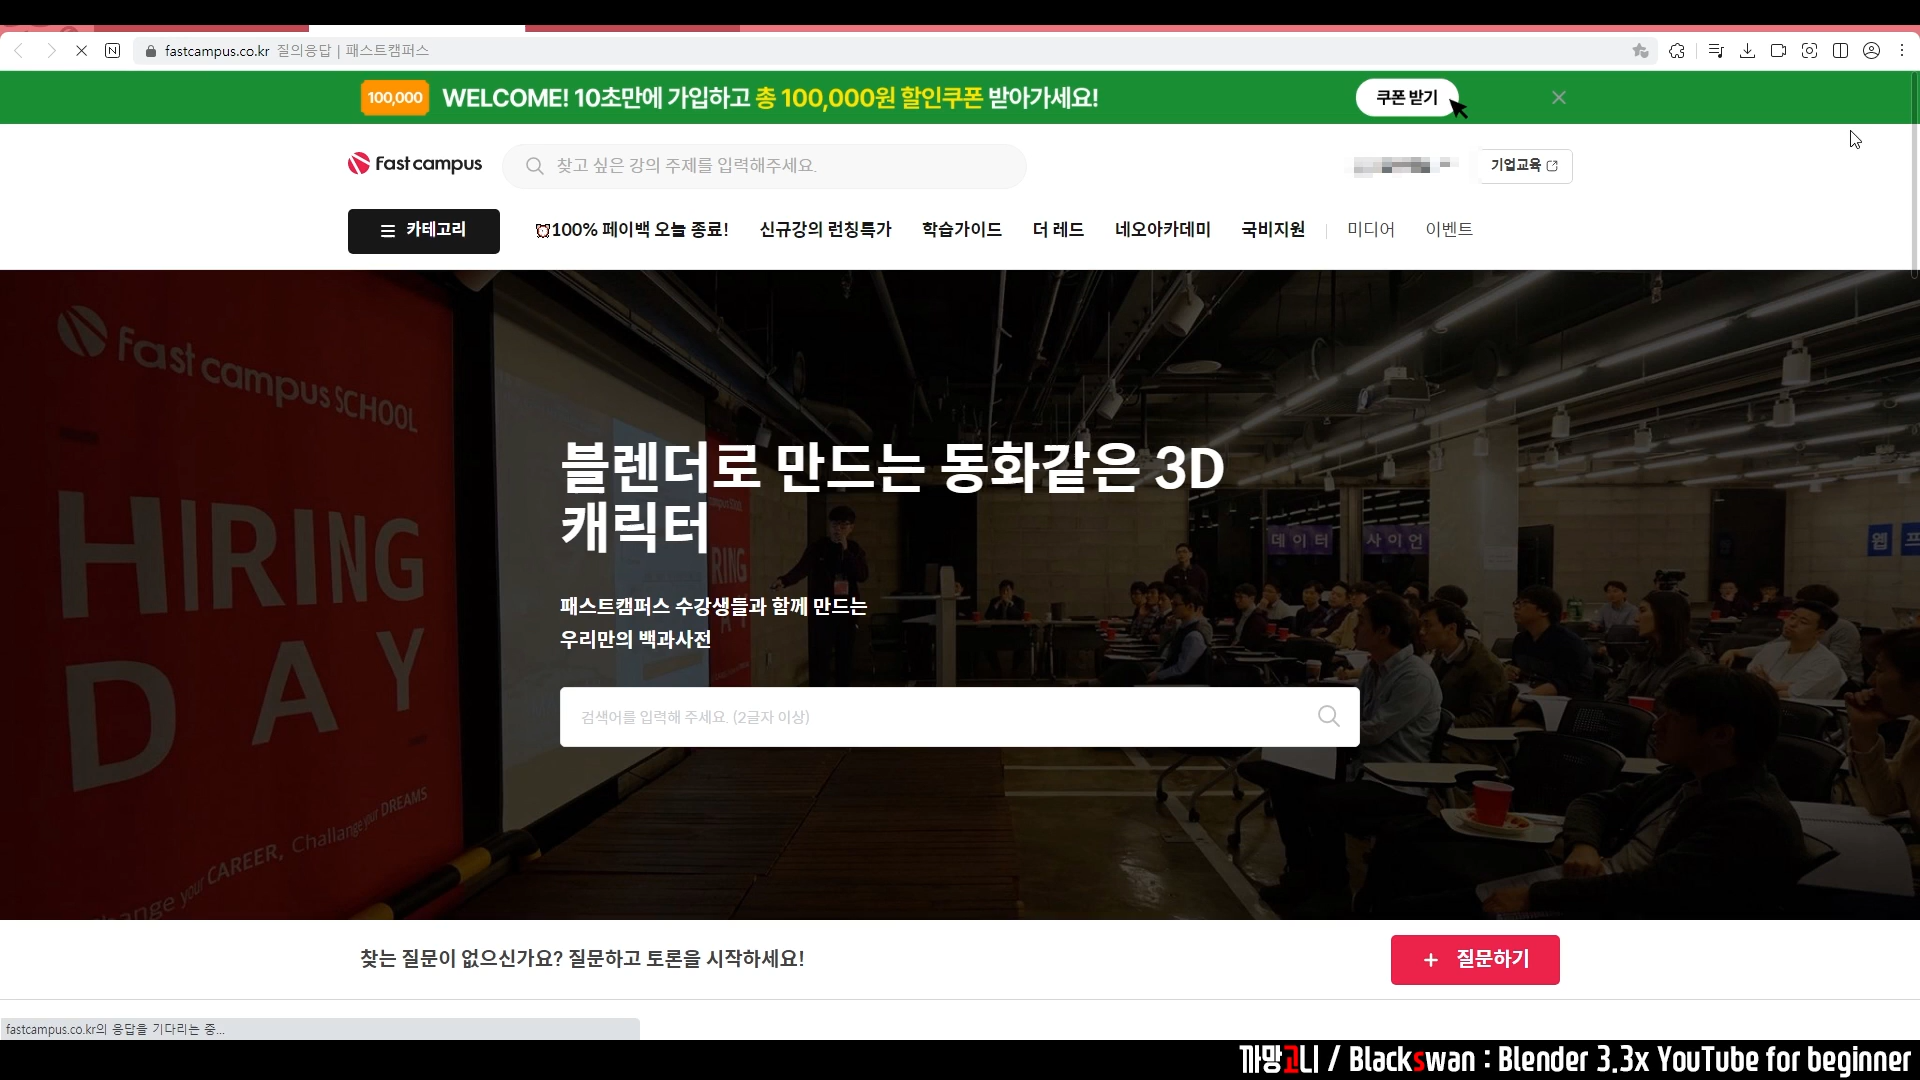 fastcampus.co.kr 질의응답 | 패스트캠퍼스
100,000 WELCOME! 10초만에 가입하고 총 100,000원 할인쿠폰 받아가세요! 쿠폰 받기
Fast campus 찾고 싶은 강의 주제를 입력해주세요. 기업교육
카테고리 100% 페이백 오늘 종료! 신규강의 런칭특가 학습가이드 더 레드 네오아카데미 국비지원 미디어 이벤트
fast campus SCHOOL
HIRING
DAY
Change your CAREER, Challange your DREAMS
블렌더로 만드는 동화같은 3D
캐릭터
HIRING
데이터 사이언
웹 프
패스트캠퍼스 수강생들과 함께 만드는
우리만의 백과사전
검색어를 입력해 주세요. (2글자 이상)
찾는 질문이 없으신가요? 질문하고 토론을 시작하세요! + 질문하기
fastcampus.co.kr의 응답을 기다리는 중...
까망고니 / Blackswan : Blender 3.3x YouTube for beginner